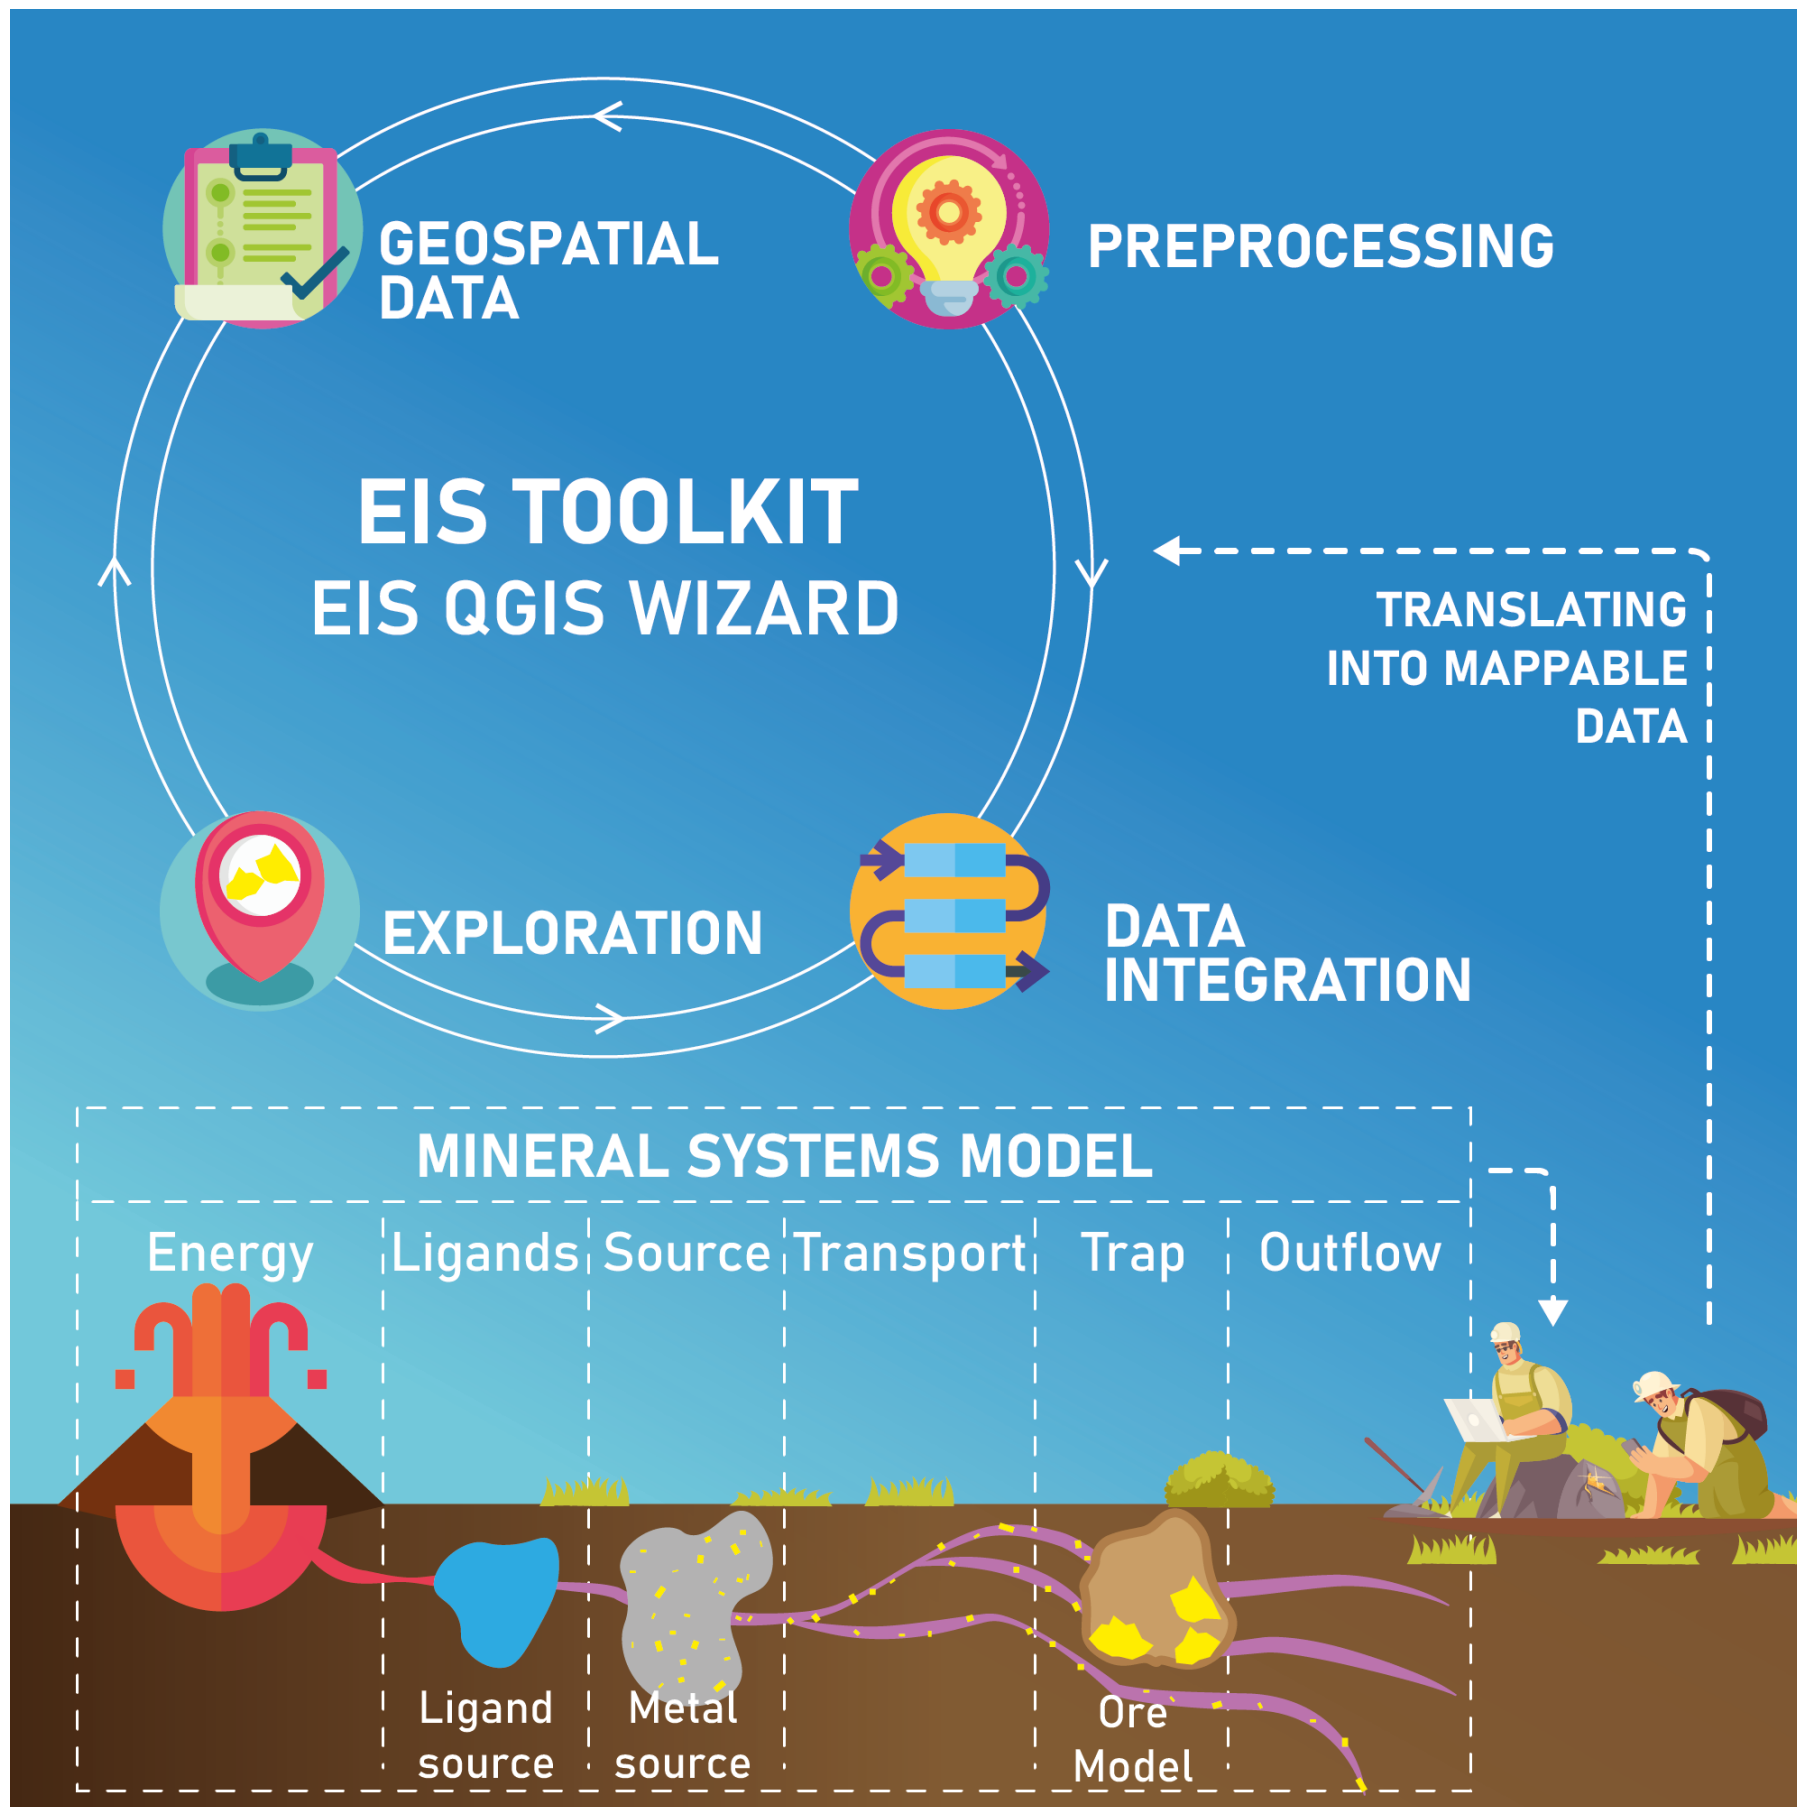 GEOSPATIAL
DATA
PREPROCESSING
EIS TOOLKIT
EIS QGIS WIZARD
TRANSLATING
INTO MAPPABLE
DATA
EXPLORATION
DATA
INTEGRATION
MINERAL SYSTEMS MODEL
Energy
Ligands
Source
Transport
Trap
Outflow
Ligand
source
Metal
source
Ore
Model